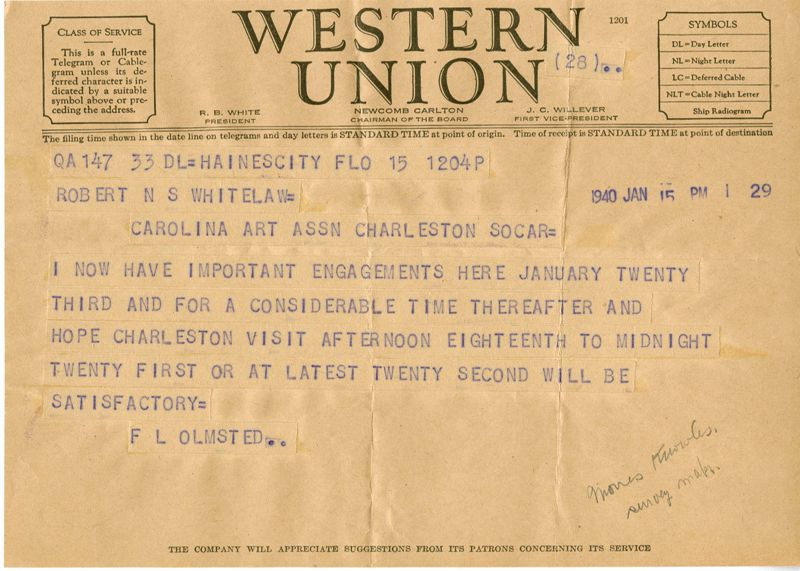 CLASS OF SERVICE
This is a full-rate
Telegram or Cable-
gram unless its de-
ferred character is in-
dicated by a suitable
symbol above or pre-
ceding the address.
WESTERN
UNION
1201
(28)..
R. B. WHITE
PRESIDENT
NEWCOMB CARLTON
CHAIRMAN OF THE BOARD
J. C. WILLEVER
FIRST VICE-PRESIDENT
SYMBOLS
DL=Day Letter
NL=Night Letter
LC=Deferred Cable
NLT=Cable Night Letter
Ship Radiogram
The filing time shown in the date line on telegrams and day letters is STANDARD TIME at point of origin. Time of receipt is STANDARD TIME at point of destination
QA147 33 DL=HAINESCITY FLO 15 1204P
ROBERT N S WHITELAW=
1940 JAN 15 PM 1 29
CAROLINA ART ASSN CHARLESTON SOCAR=
I NOW HAVE IMPORTANT ENGAGEMENTS HERE JANUARY TWENTY
THIRD AND FOR A CONSIDERABLE TIME THEREAFTER AND
HOPE CHARLESTON VISIT AFTERNOON EIGHTEENTH TO MIDNIGHT
TWENTY FIRST OR AT LATEST TWENTY SECOND WILL BE
SATISFACTORY=
F L OLMSTED..
Morris Knowles.
survey maps.
THE COMPANY WILL APPRECIATE SUGGESTIONS FROM ITS PATRONS CONCERNING ITS SERVICE